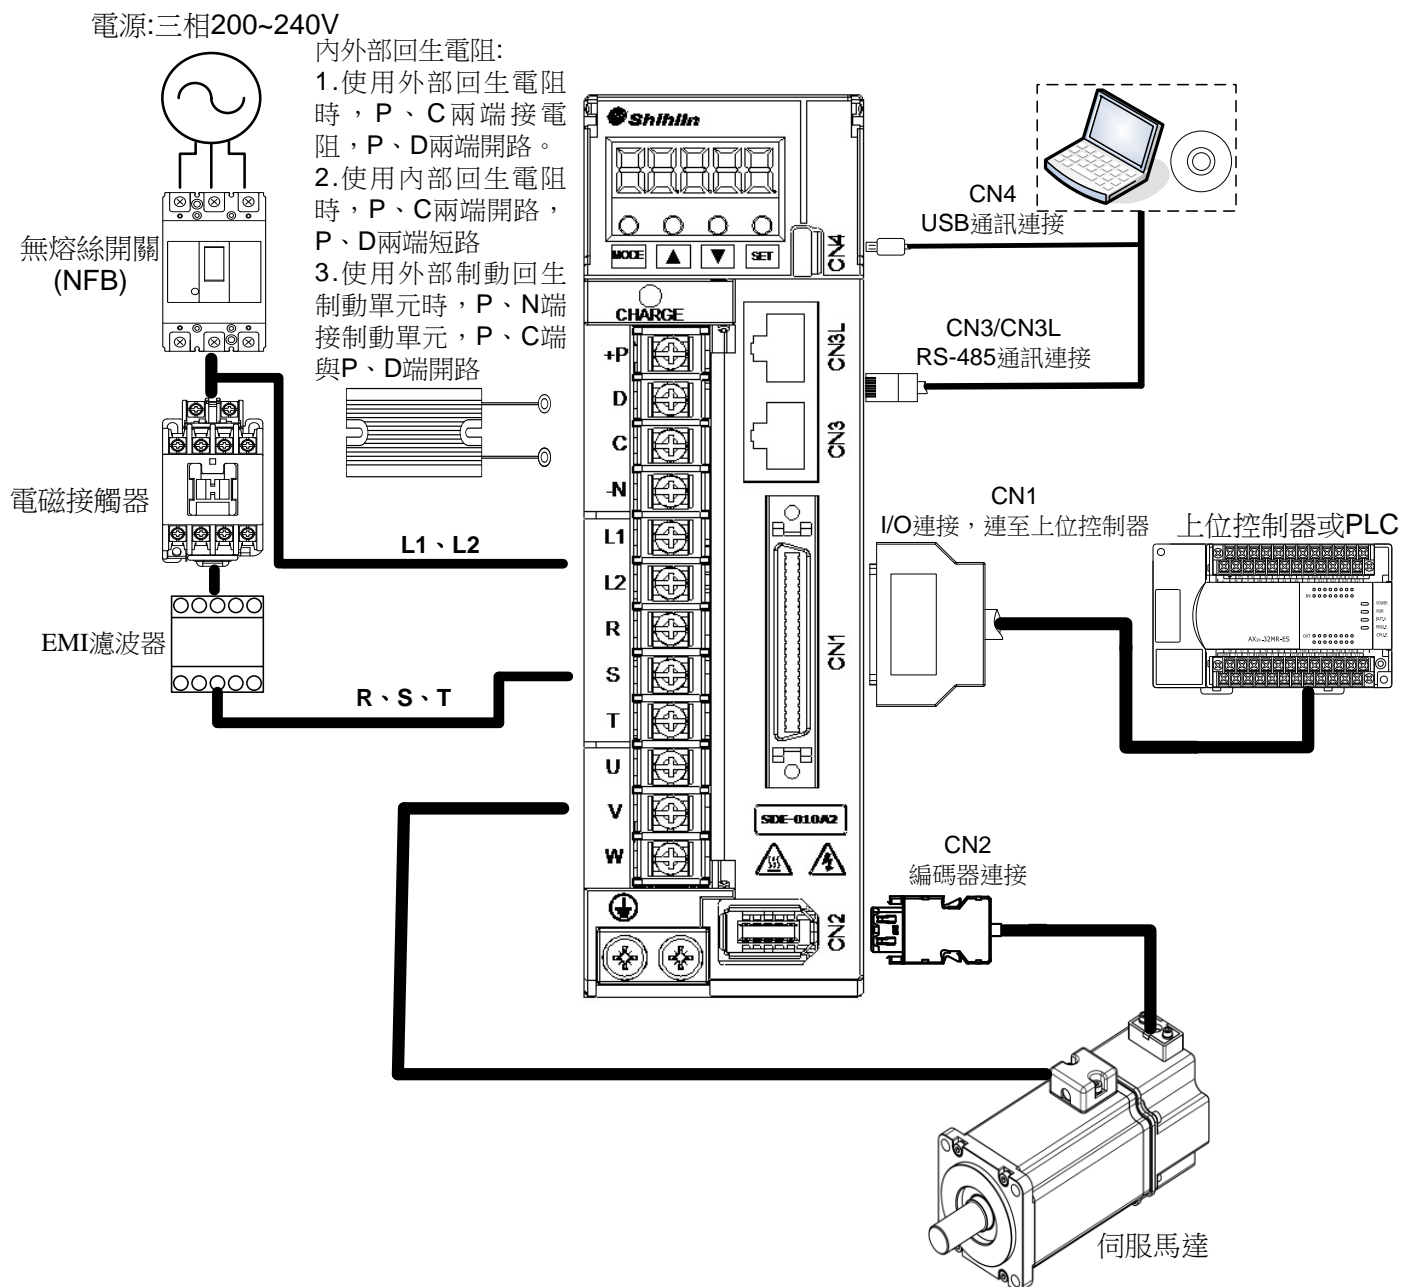 電源:三相200~240V
內外部回生電阻:
1.使用外部回生電阻
時，P、C兩端接電
阻，P、D兩端開路。
2.使用內部回生電阻
時，P、C兩端開路，
P、D兩端短路
3.使用外部制動回生
制動單元時，P、N端
接制動單元，P、C端
與P、D端開路
無熔絲開關
(NFB)
電磁接觸器
EMI濾波器
L1、L2
R、S、T
Shihlin
MODE
SET
CHARGE
+P
D
C
-N
L1
L2
R
S
T
U
V
W
CN4
CN3L
CN3
CN1
SDE-010A2
CN2
CN4
USB通訊連接
CN3/CN3L
RS-485通訊連接
CN1
I/O連接，連至上位控制器
上位控制器或PLC
IN
POWER
RUN
OUT
AX2N-32MR-ES
CN2
編碼器連接
伺服馬達